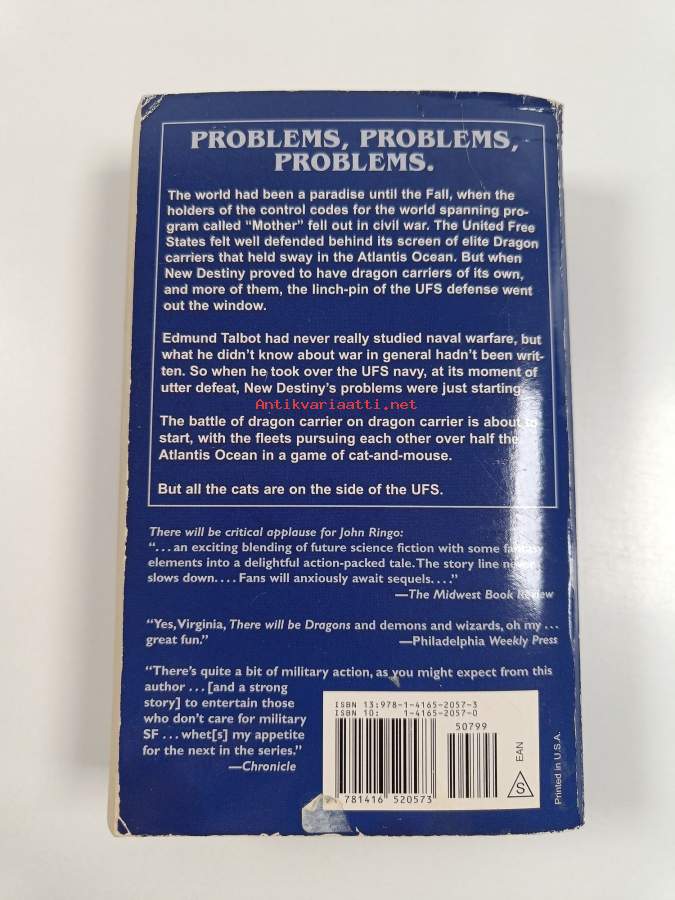 PROBLEMS, PROBLEMS,
PROBLEMS.
The world had been a paradise until the Fall, when the
holders of the control codes for the world spanning pro-
gram called "Mother" fell out in civil war. The United Free
States felt well defended behind its screen of elite Dragon
carriers that held sway in the Atlantis Ocean. But when
New Destiny proved to have dragon carriers of its own,
and more of them, the linch-pin of the UFS defense went
out the window.
Edmund Talbot had never really studied naval warfare, but
what he didn't know about war in general hadn't been writ-
ten. So when he took over the UFS navy, at its moment of
utter defeat, New Destiny's problems were just starting.
Antikvariaatti.net
The battle of dragon carrier on dragon carrier is about to
start, with the fleets pursuing each other over half the
Atlantis Ocean in a game of cat-and-mouse.
But all the cats are on the side of the UFS.
There will be critical applause for John Ringo:
"...an exciting blending of future science fiction with some fantasy
elements into a delightful action-packed tale. The story line never
slows down.... Fans will anxiously await sequels...."
—The Midwest Book Review
"Yes, Virginia, There will be Dragons and demons and wizards, oh my...
great fun."
—Philadelphia Weekly Press
"There's quite a bit of military action, as you might expect from this
author...[and a strong
story] to entertain those
who don't care for military
SF...whet[s] my appetite
for the next in the series."
—Chronicle
ISBN 13:978-1-4165-2057-3
ISBN 10: 1-4165-2057-0
50799
EAN
S
781416 520573
Printed in U.S.A.